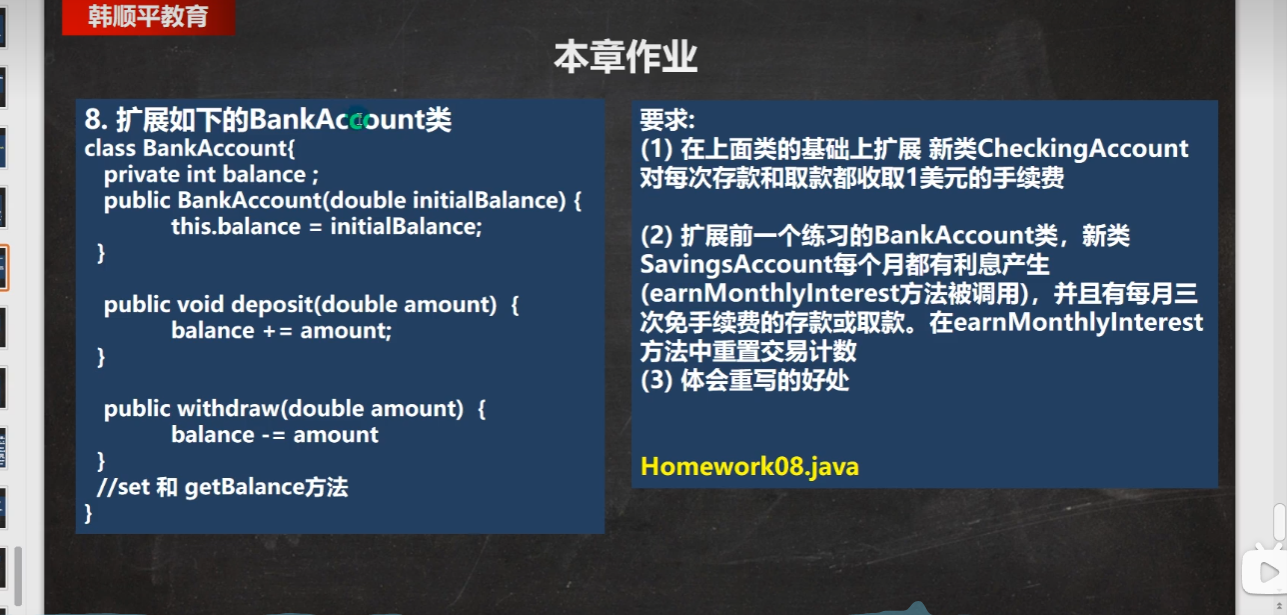 韩顺平教育
本章作业
8. 扩展如下的BankAccount类
class BankAccount{
private int balance ;
public BankAccount(double initialBalance) {
this.balance = initialBalance;
}
public void deposit(double amount) {
balance += amount;
}
public withdraw(double amount) {
balance -= amount
}
//set 和 getBalance方法
}
要求:
(1) 在上面类的基础上扩展 新类CheckingAccount
对每次存款和取款都收取1美元的手续费
(2) 扩展前一个练习的BankAccount类，新类
SavingsAccount每个月都有利息产生
(earnMonthlyInterest方法被调用)，并且有每月三
次免手续费的存款或取款。在earnMonthlyInterest
方法中重置交易计数
(3) 体会重写的好处
Homework08.java